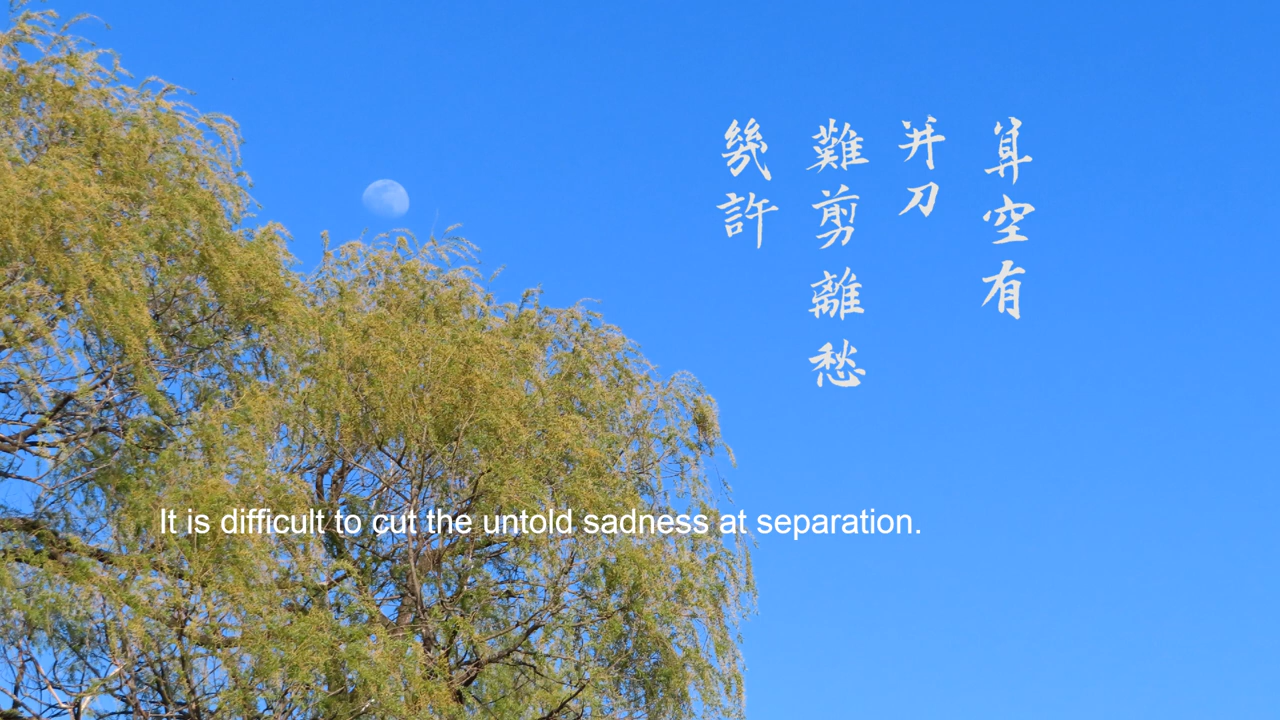 算空有
并刀
難剪離愁
幾許
It is difficult to cut the untold sadness at separation.